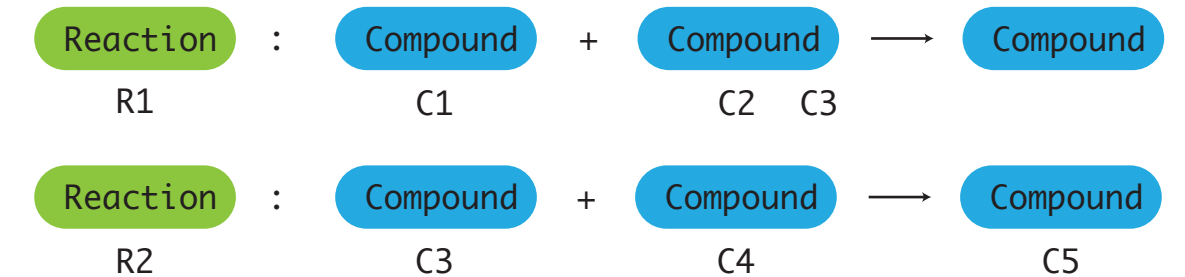 Reaction : Compound + Compound Compound
R1 C1 C2 C3
Reaction : Compound + Compound Compound
R2 C3 C4 C5